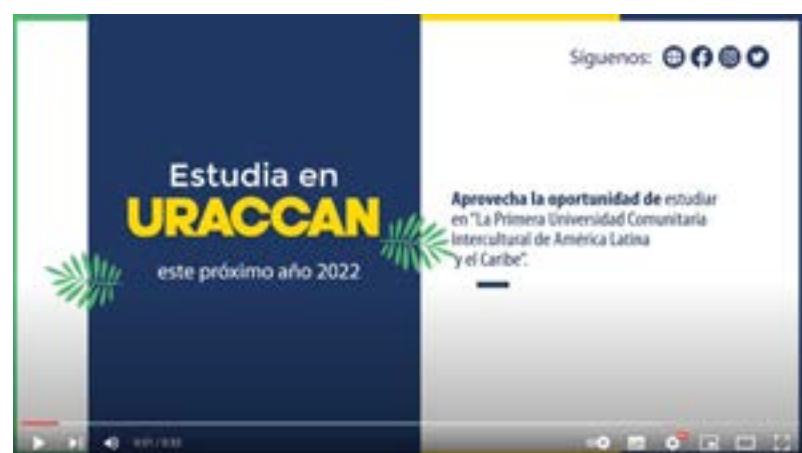 Síguenos:
Estudia en
URACCAN
este próximo año 2022
Aprovecha la oportunidad de estudiar
en "La Primera Universidad Comunitaria
Intercultural de América Latina
y el Caribe".